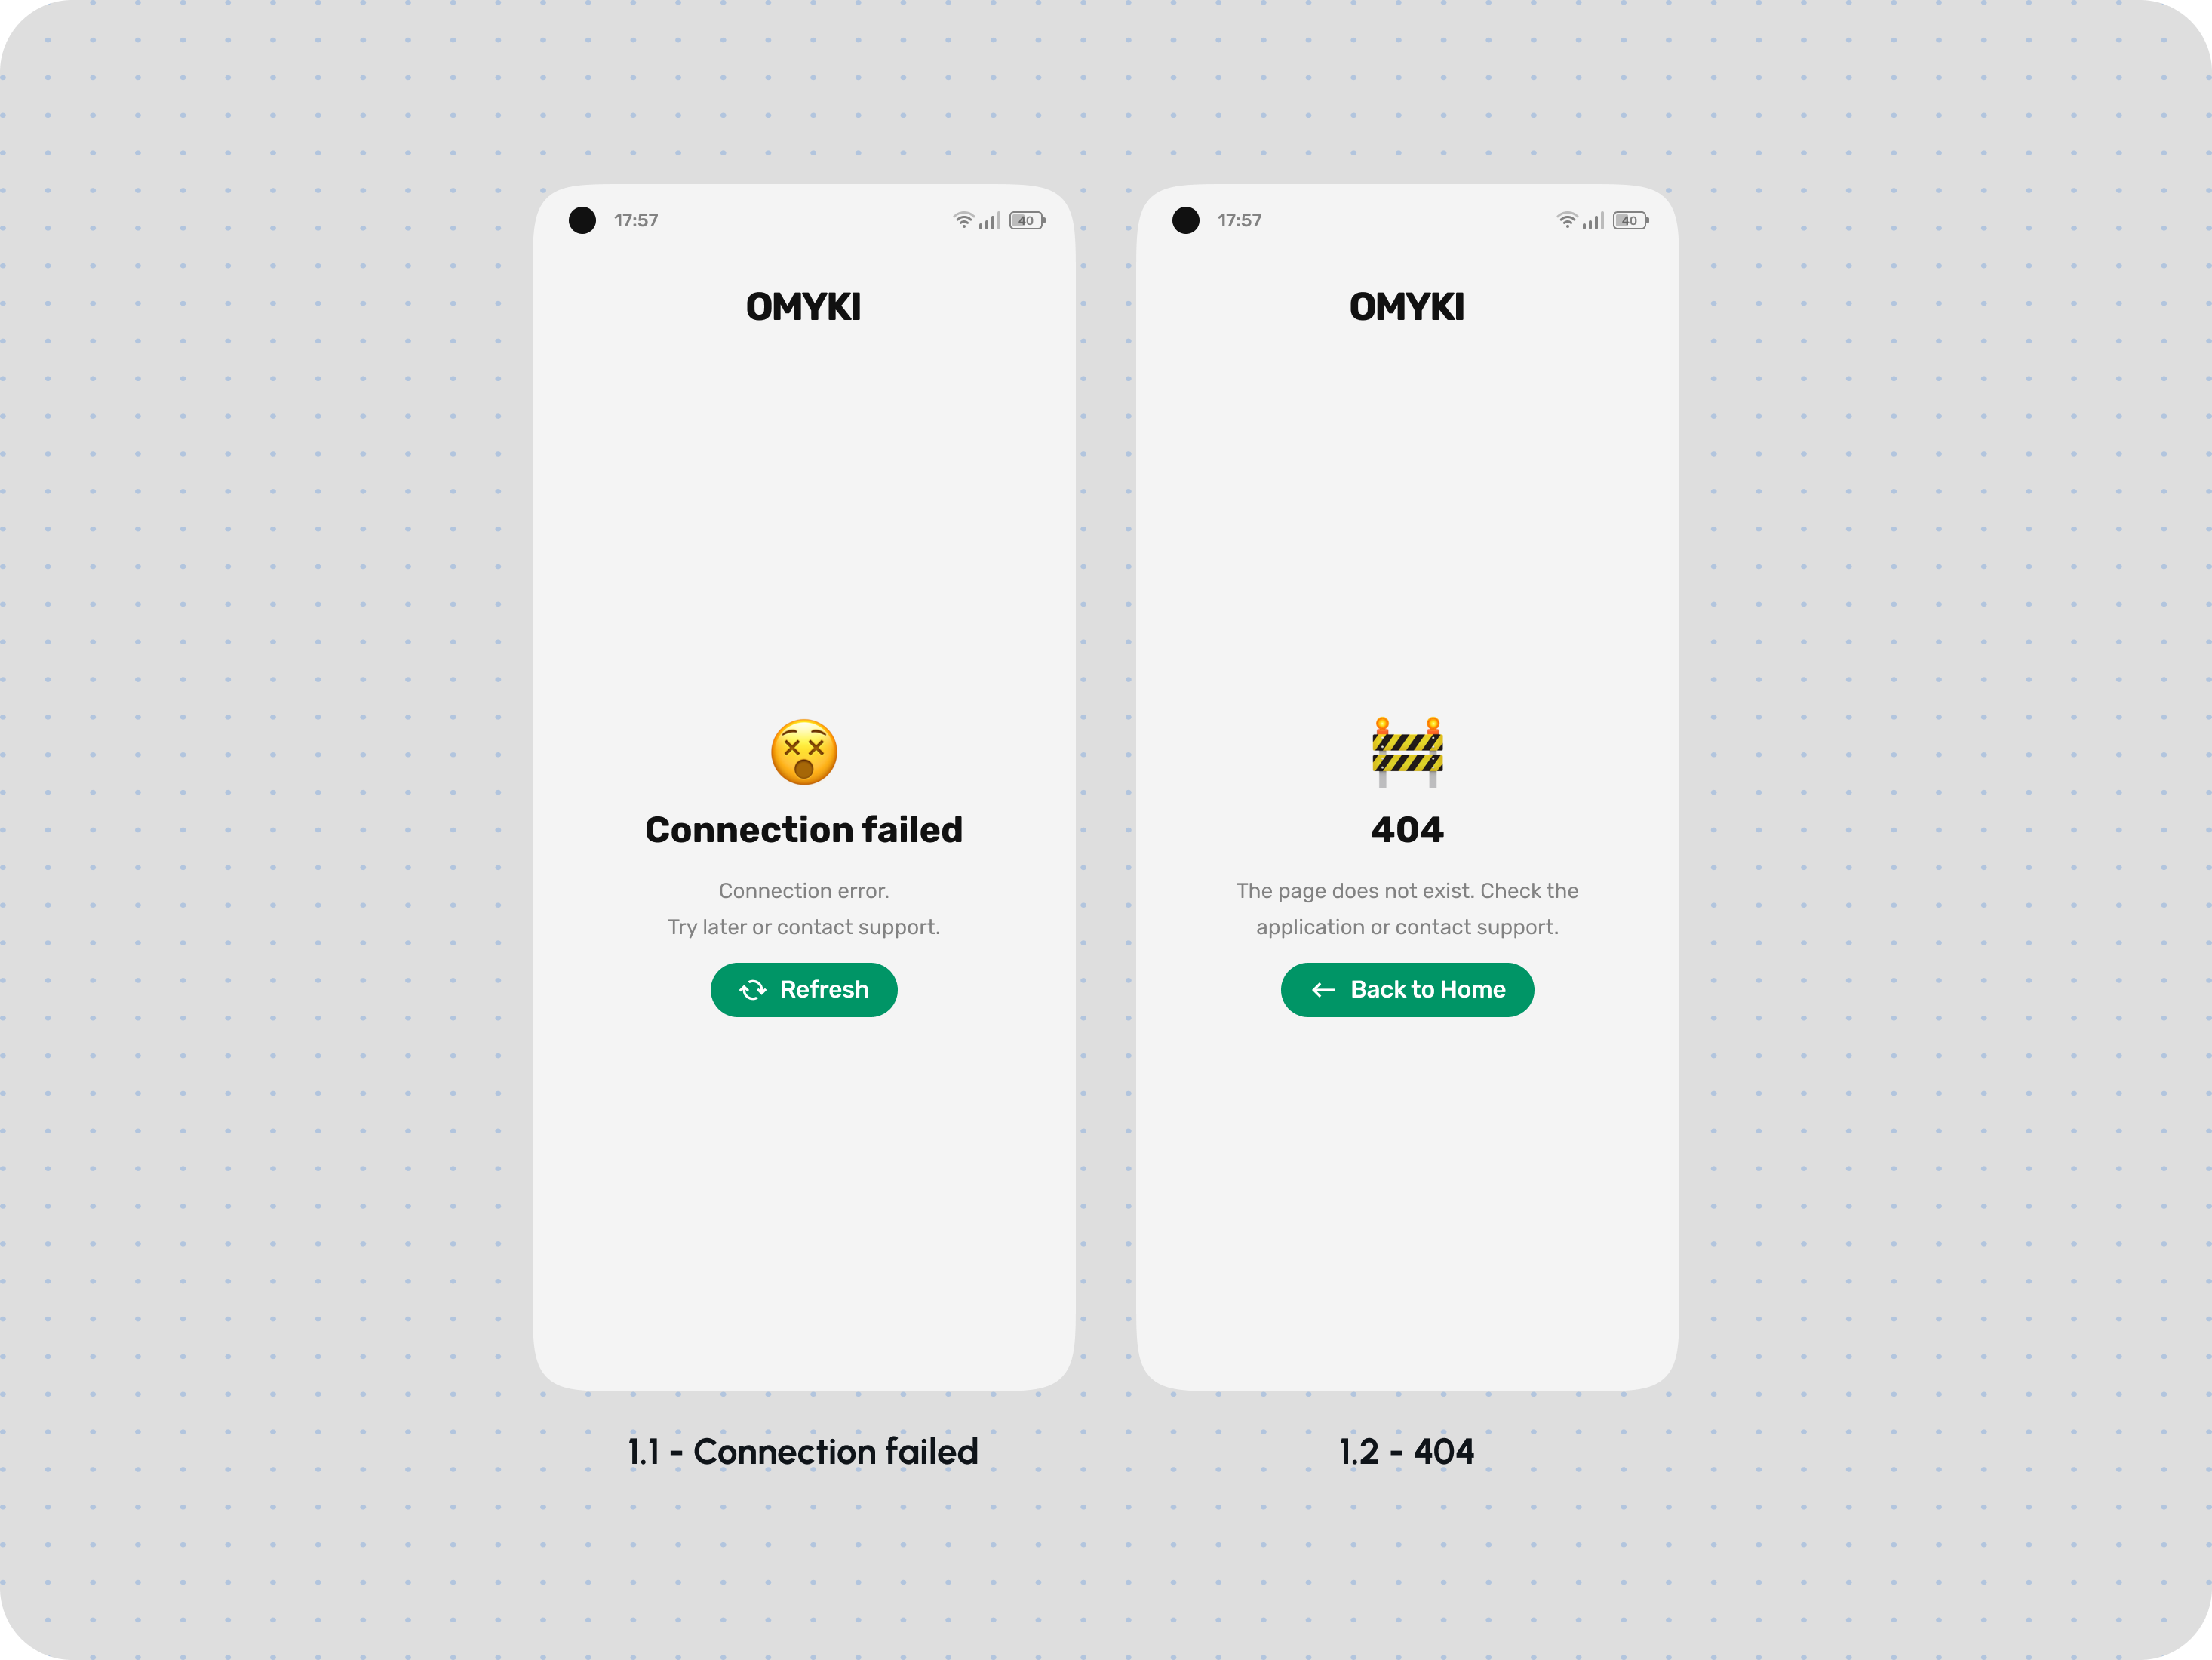 17:57
40
OMYKI
Connection failed
Connection error.
Try later or contact support.
Refresh
1.1 - Connection failed
17:57
40
OMYKI
404
The page does not exist. Check the
application or contact support.
Back to Home
1.2 - 404